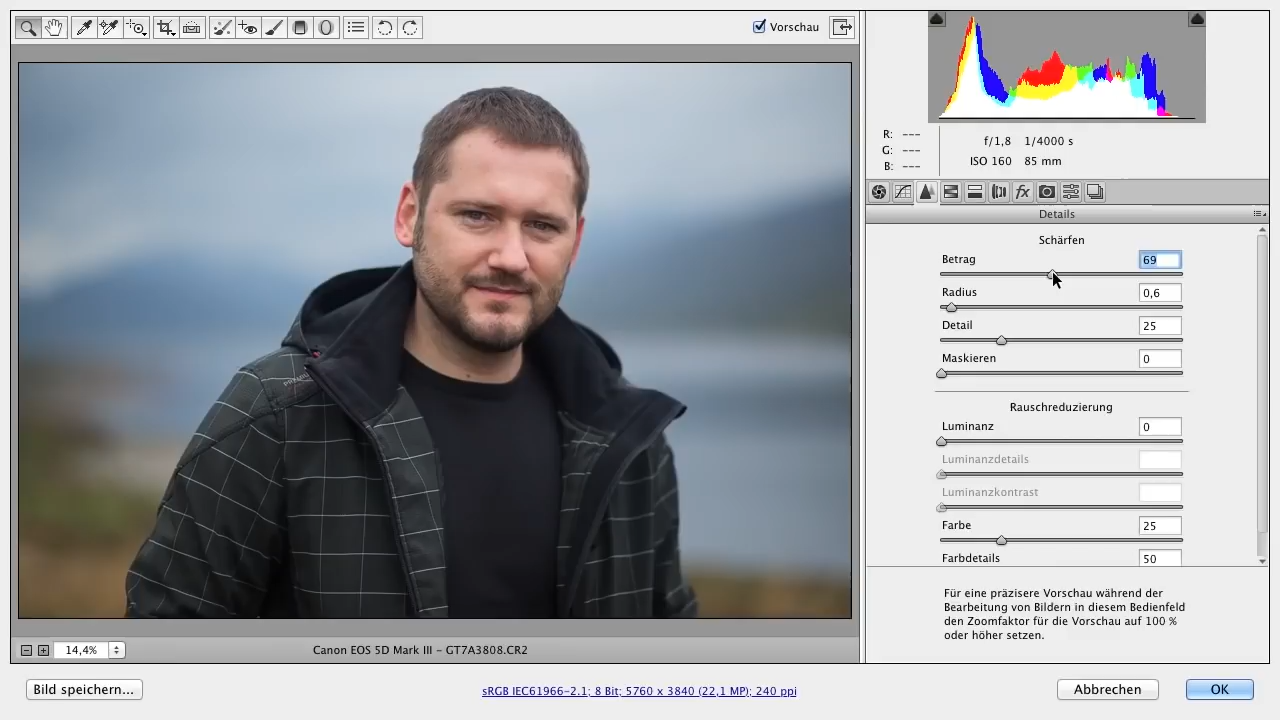 Vorschau
R: ---
G: ---
B: ---
f/1,8 1/4000 s
ISO 160 85 mm
fx
Details
Schärfen
Betrag 69
Radius 0,6
Detail 25
Maskieren 0
Rauschreduzierung
Luminanz 0
Luminanzdetails
Luminanzkontrast
Farbe 25
Farbdetails 50
Für eine präzisere Vorschau während der
Bearbeitung von Bildern in diesem Bedienfeld
den Zoomfaktor für die Vorschau auf 100 %
oder höher setzen.
14,4%
Canon EOS 5D Mark III – GT7A3808.CR2
Bild speichern...
sRGB IEC61966-2.1; 8 Bit; 5760 x 3840 (22,1 MP); 240 ppi
Abbrechen
OK